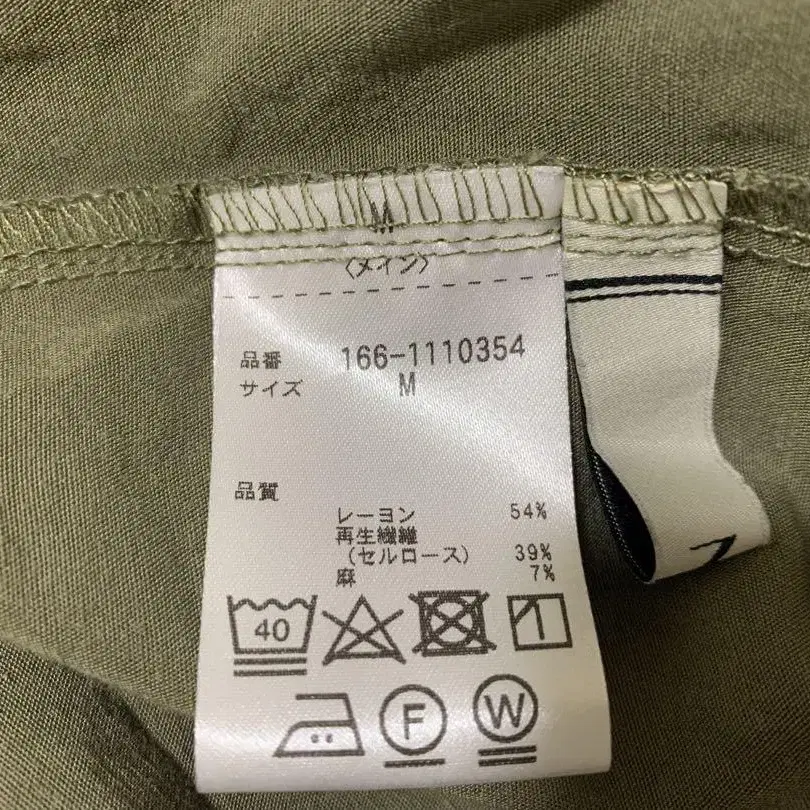 M
〈メイン〉
品番 166-1110354
サイズ M
品質
レーヨン 54%
再生繊維
(セルロース) 39%
麻 7%
40
F W